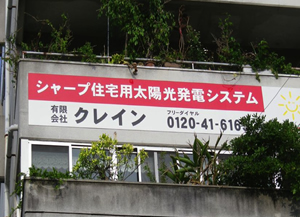 シャープ住宅用太陽光発電システム
有限会社 クレイン
フリーダイヤル
0120-41-616